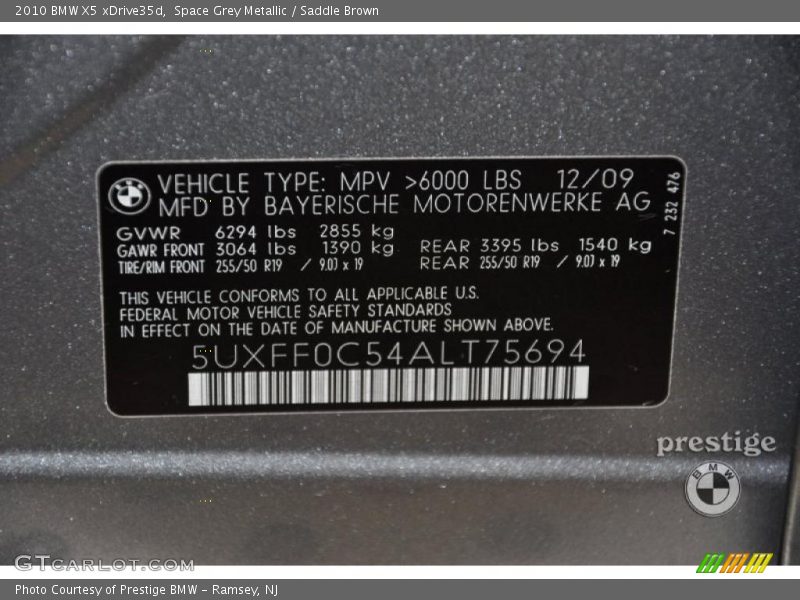 2010 BMW X5 xDrive35d, Space Grey Metallic / Saddle Brown
VEHICLE TYPE: MPV >6000 LBS 12/09
MFD BY BAYERISCHE MOTORENWERKE AG
7 232 476
GVWR 6294 lbs 2855 kg
GAWR FRONT 3064 lbs 1390 kg REAR 3395 lbs 1540 kg
TIRE/RIM FRONT 255/50 R19 / 9.0J x 19 REAR 255/50 R19 / 9.0J x 19
THIS VEHICLE CONFORMS TO ALL APPLICABLE U.S.
FEDERAL MOTOR VEHICLE SAFETY STANDARDS
IN EFFECT ON THE DATE OF MANUFACTURE SHOWN ABOVE.
5UXFF0C54ALT75694
prestige
BMW
GTCARLOT.COM
Photo Courtesy of Prestige BMW - Ramsey, NJ